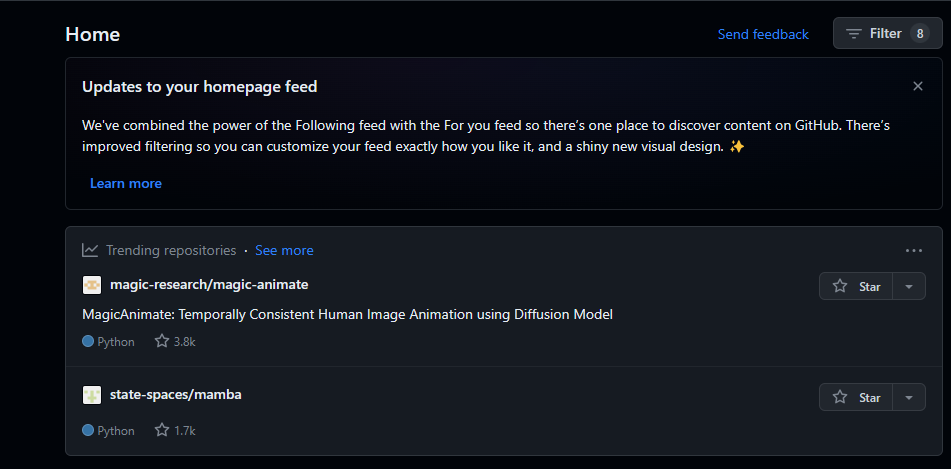 Home
Send feedback
Filter 8
Updates to your homepage feed
We've combined the power of the Following feed with the For you feed so there's one place to discover content on GitHub. There's
improved filtering so you can customize your feed exactly how you like it, and a shiny new visual design. ✨
Learn more
Trending repositories · See more
magic-research/magic-animate
Star
MagicAnimate: Temporally Consistent Human Image Animation using Diffusion Model
Python 3.8k
state-spaces/mamba
Star
Python 1.7k